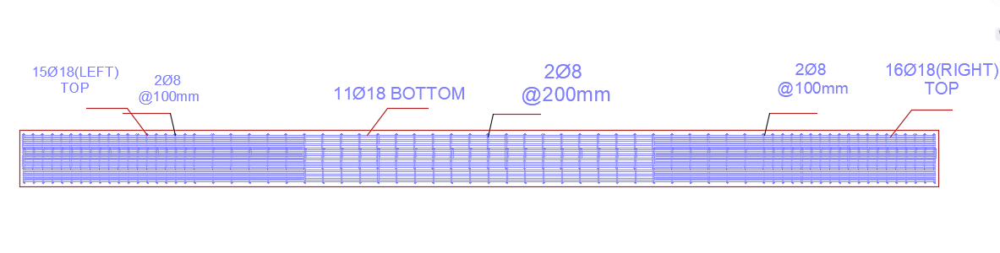 15Ø18(LEFT)
TOP
2Ø8
@100mm
11Ø18 BOTTOM
2Ø8
@200mm
2Ø8
@100mm
16Ø18(RIGHT)
TOP